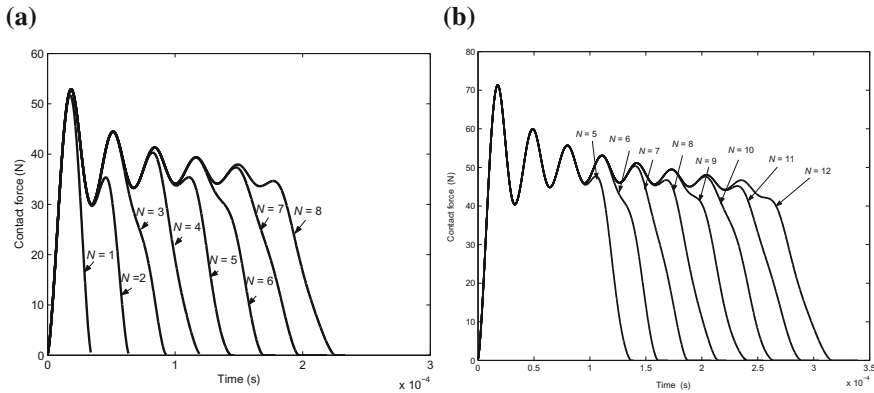 (a)
60
50
40
30
20
10
0
Contact force (N)
N = 1
N =2
N = 3
N = 4
N = 5
N = 6
N = 7
N = 8
0
1
2
3
Time (s)
x 10⁻⁴
(b)
80
70
60
50
40
30
20
10
0
Contact force (N)
N = 5
N = 6
N = 7
N = 8
N = 9
N = 10
N = 11
N = 12
0
0.5
1
1.5
2
2.5
3
3.5
Time (s)
x 10⁻⁴